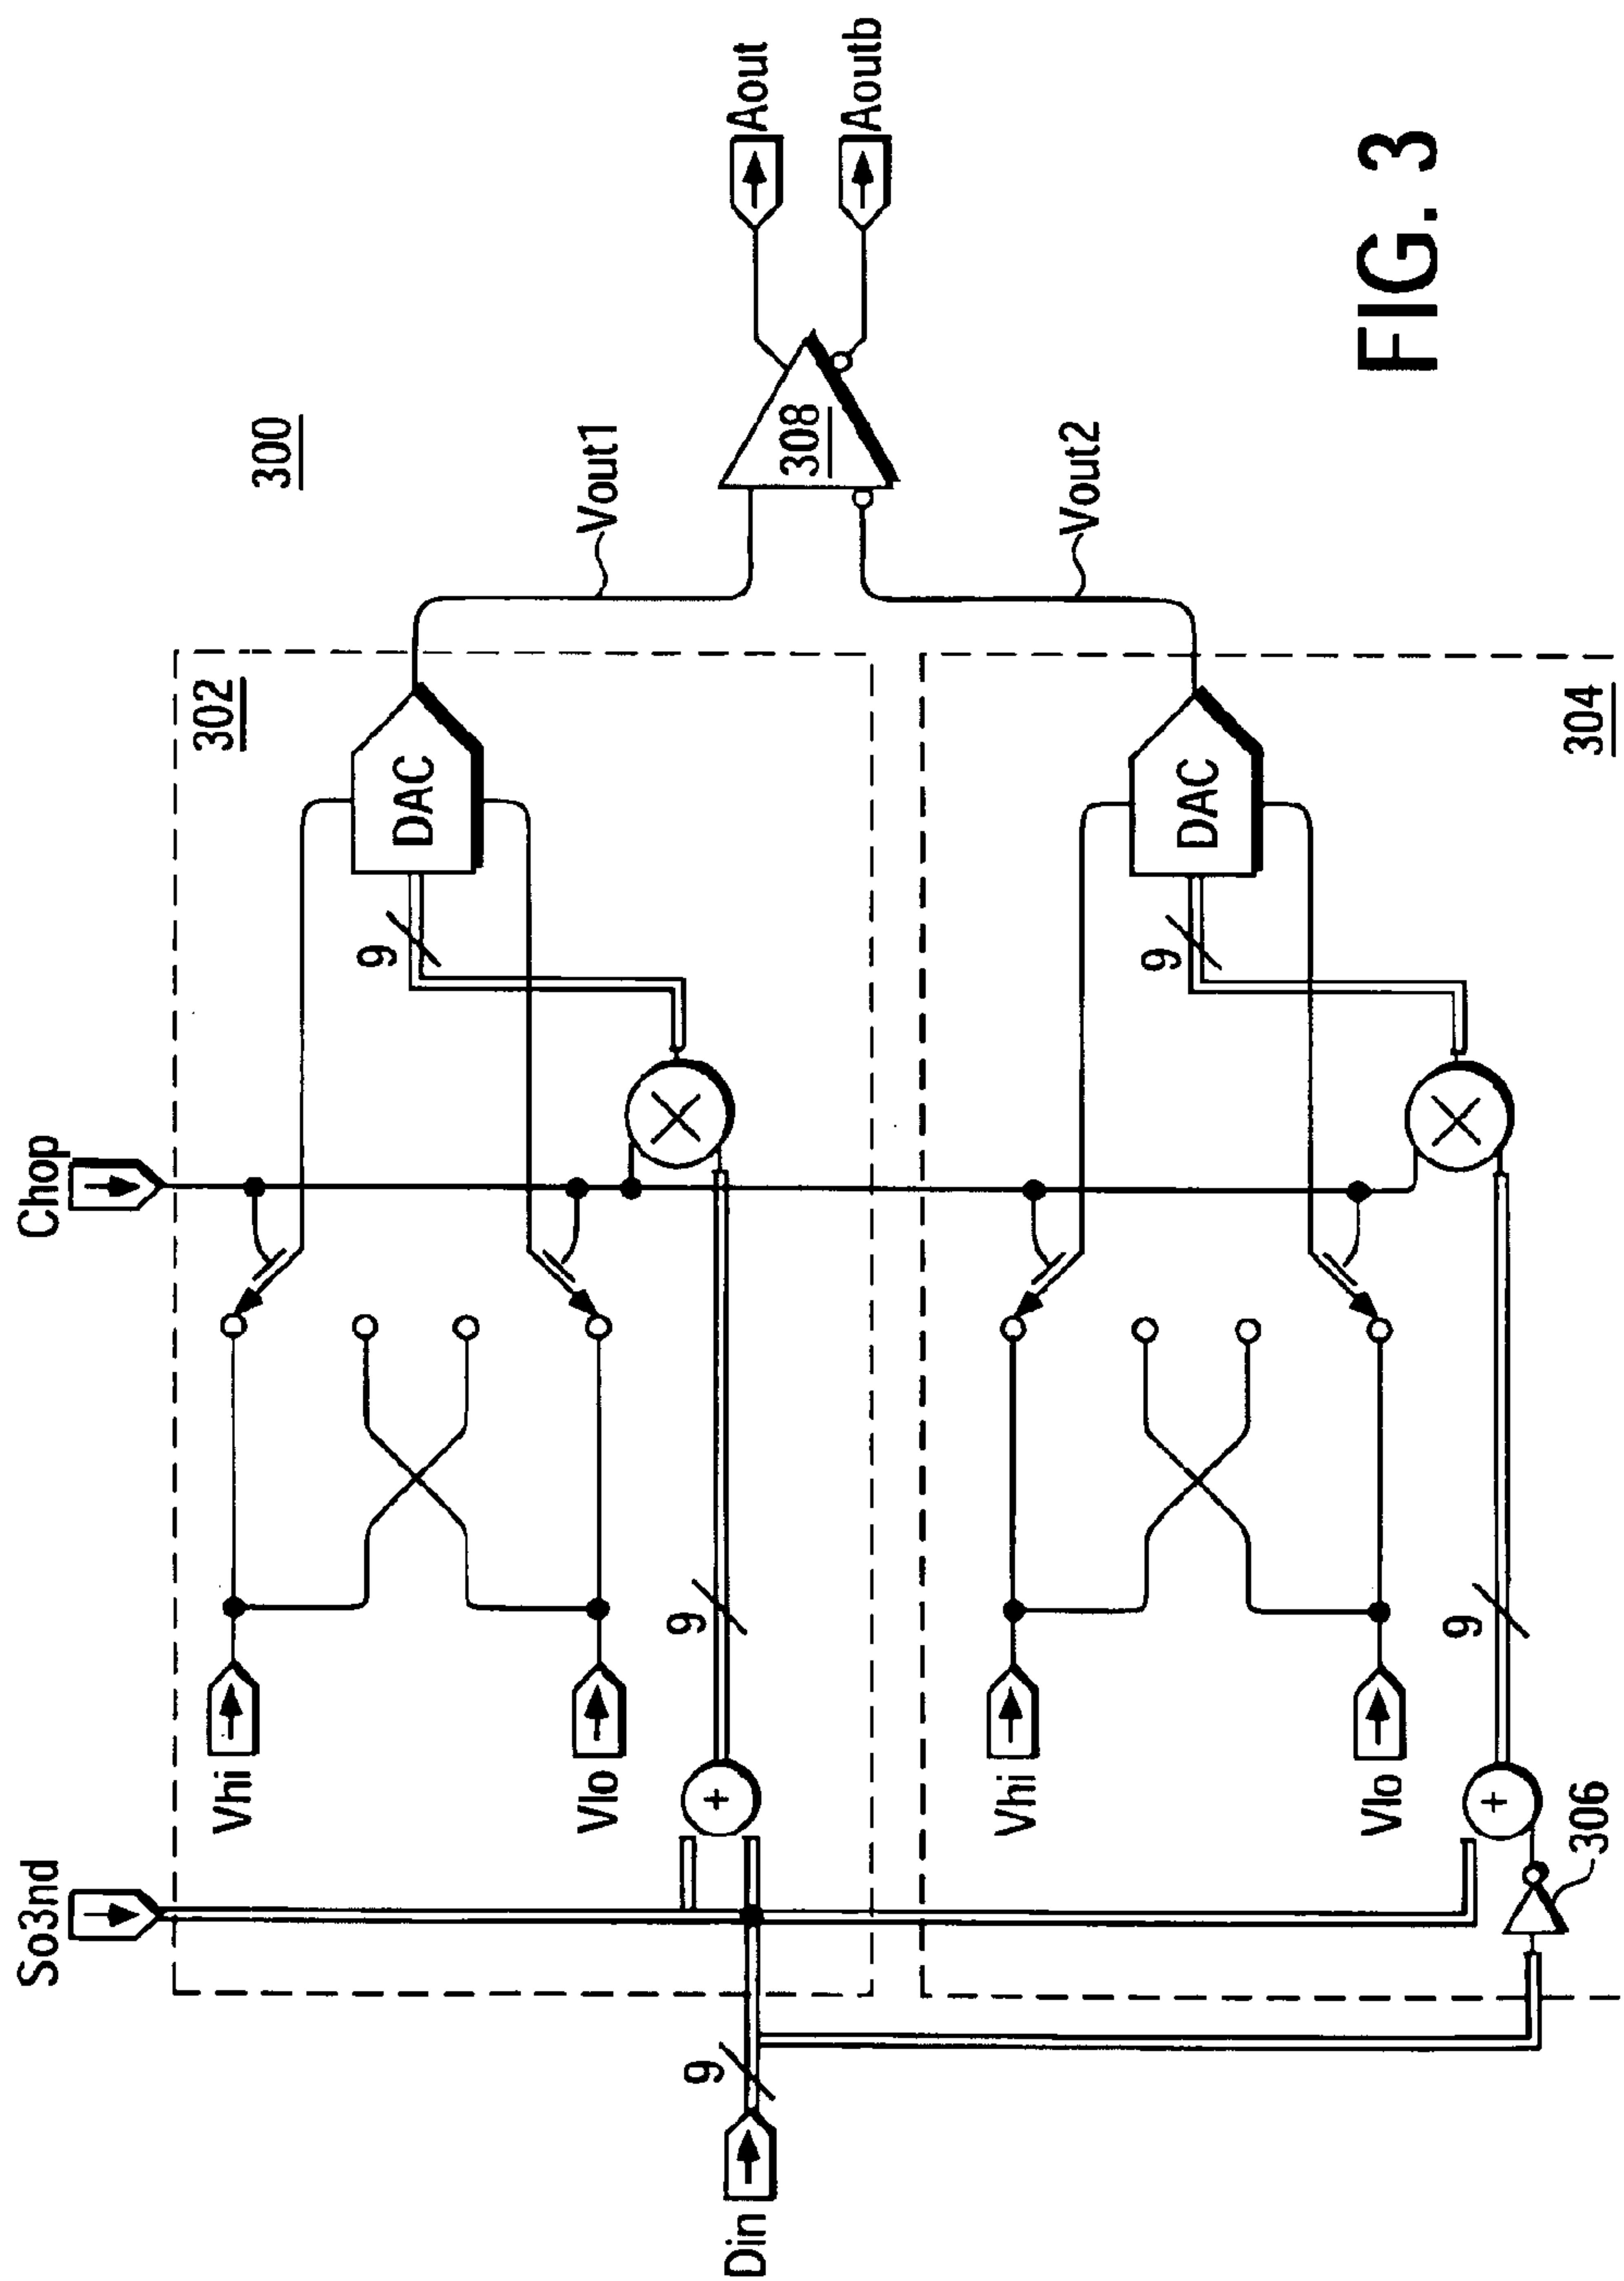 So3nd
Chop
300
302
Vhi
DAC
9
Vout1
Vlo
9
Aout
308
Aoutb
Din
9
Vout2
Vhi
DAC
9
Vlo
9
306
304
FIG. 3